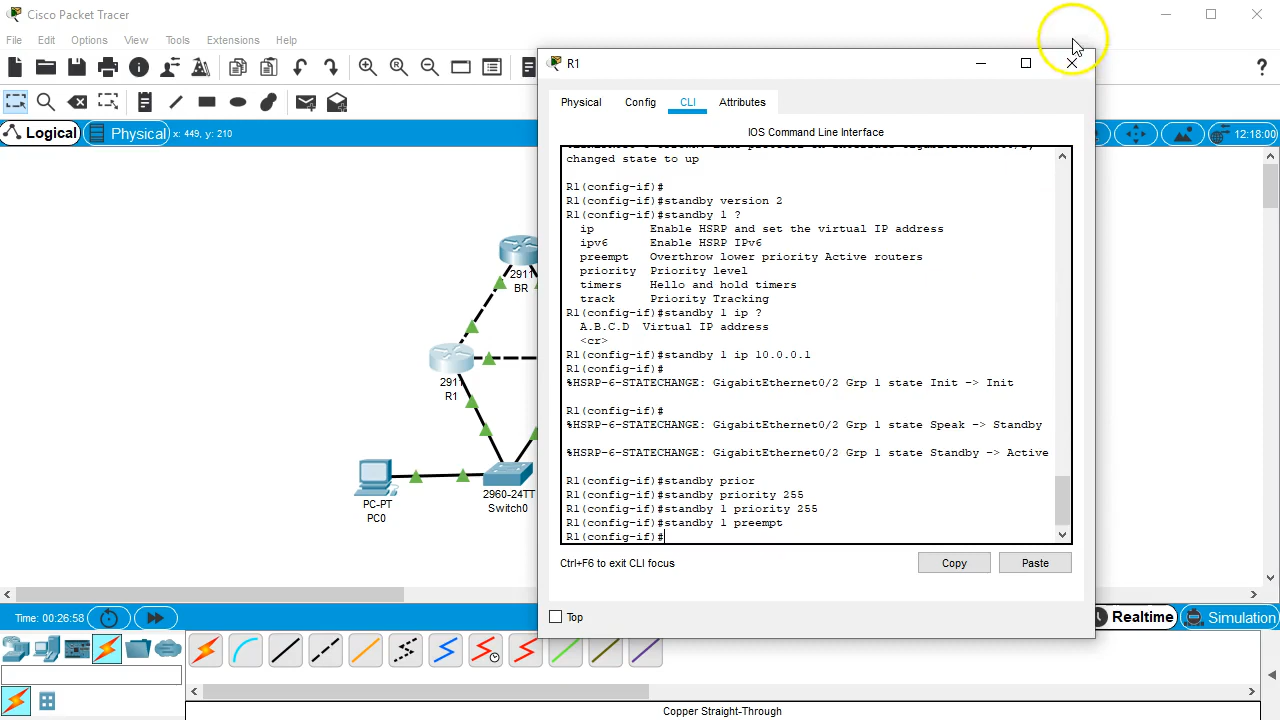 Cisco Packet Tracer
File Edit Options View Tools Extensions Help
R1
Physical Config CLI Attributes
Logical Physical x: 449, y: 210
12:18:00
IOS Command Line Interface
changed state to up
R1(config-if)#
R1(config-if)#standby version 2
R1(config-if)#standby 1 ?
ip Enable HSRP and set the virtual IP address
ipv6 Enable HSRP IPv6
preempt Overthrow lower priority Active routers
priority Priority level
timers Hello and hold timers
track Priority Tracking
R1(config-if)#standby 1 ip ?
A.B.C.D Virtual IP address
<cr>
R1(config-if)#standby 1 ip 10.0.0.1
R1(config-if)#
%HSRP-6-STATECHANGE: GigabitEthernet0/2 Grp 1 state Init -> Init
R1(config-if)#
%HSRP-6-STATECHANGE: GigabitEthernet0/2 Grp 1 state Speak -> Standby
%HSRP-6-STATECHANGE: GigabitEthernet0/2 Grp 1 state Standby -> Active
R1(config-if)#standby prior
R1(config-if)#standby priority 255
R1(config-if)#standby 1 priority 255
R1(config-if)#standby 1 preempt
R1(config-if)#
Ctrl+F6 to exit CLI focus
Copy Paste
Top
2911
BR
2911
R1
PC-PT
PC0
2960-24TT
Switch0
Time: 00:26:58
Realtime Simulation
Copper Straight-Through